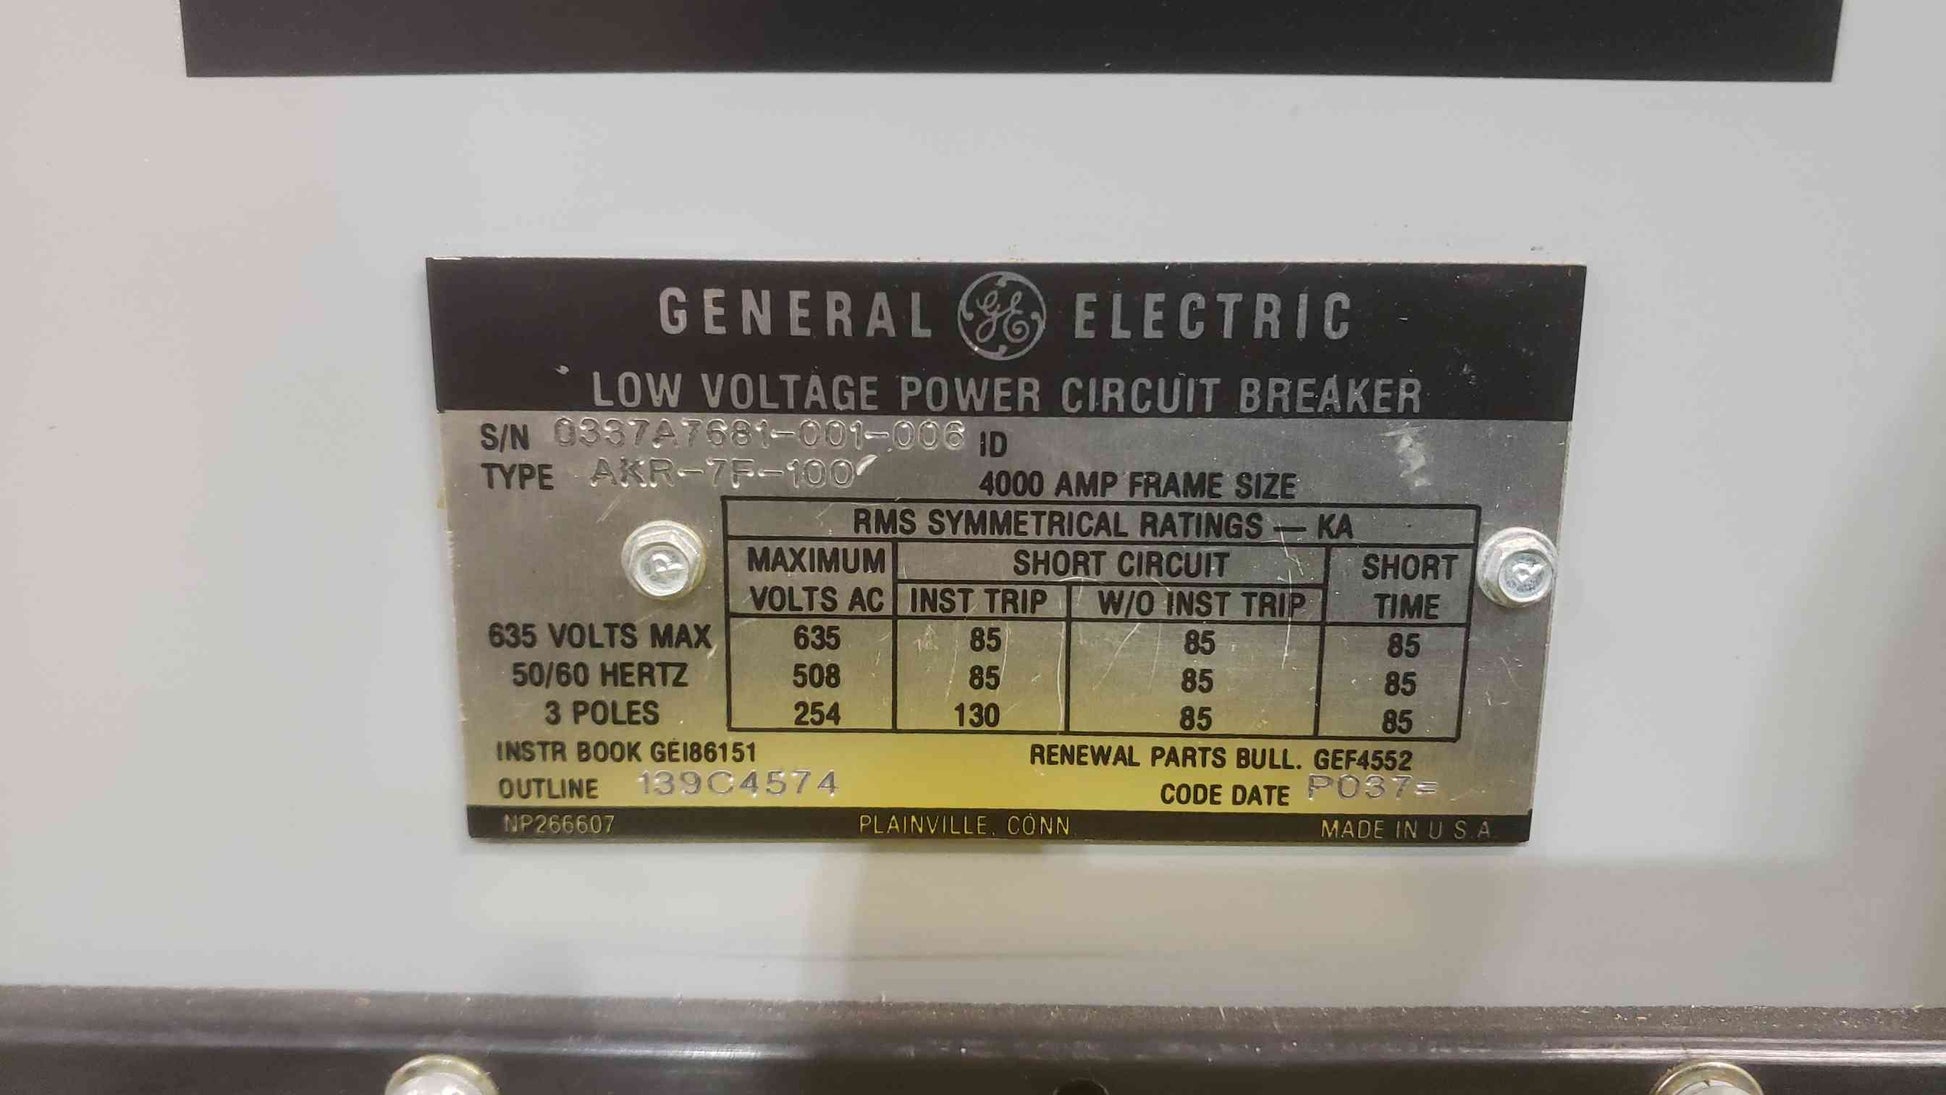 GENERAL GE ELECTRIC
LOW VOLTAGE POWER CIRCUIT BREAKER
S/N 0337A7681-001-006 ID
TYPE AKR-7F-100
4000 AMP FRAME SIZE
RMS SYMMETRICAL RATINGS — KA
MAXIMUM SHORT CIRCUIT SHORT
VOLTS AC INST TRIP W/O INST TRIP TIME
635 VOLTS MAX 635 85 85 85
50/60 HERTZ 508 85 85 85
3 POLES 254 130 85 85
INSTR BOOK GEI86151 RENEWAL PARTS BULL. GEF4552
OUTLINE 139C4574 CODE DATE P037=
NP266607 PLAINVILLE, CONN MADE IN U.S.A.